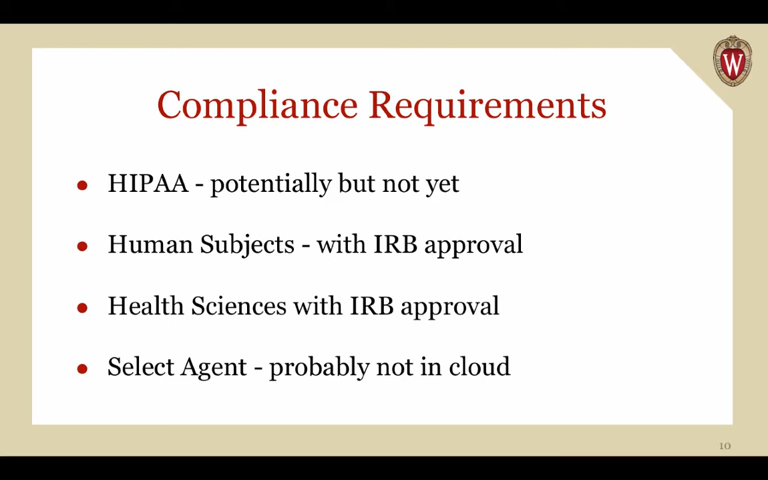 W
Compliance Requirements
• HIPAA - potentially but not yet
• Human Subjects - with IRB approval
• Health Sciences with IRB approval
• Select Agent - probably not in cloud
10